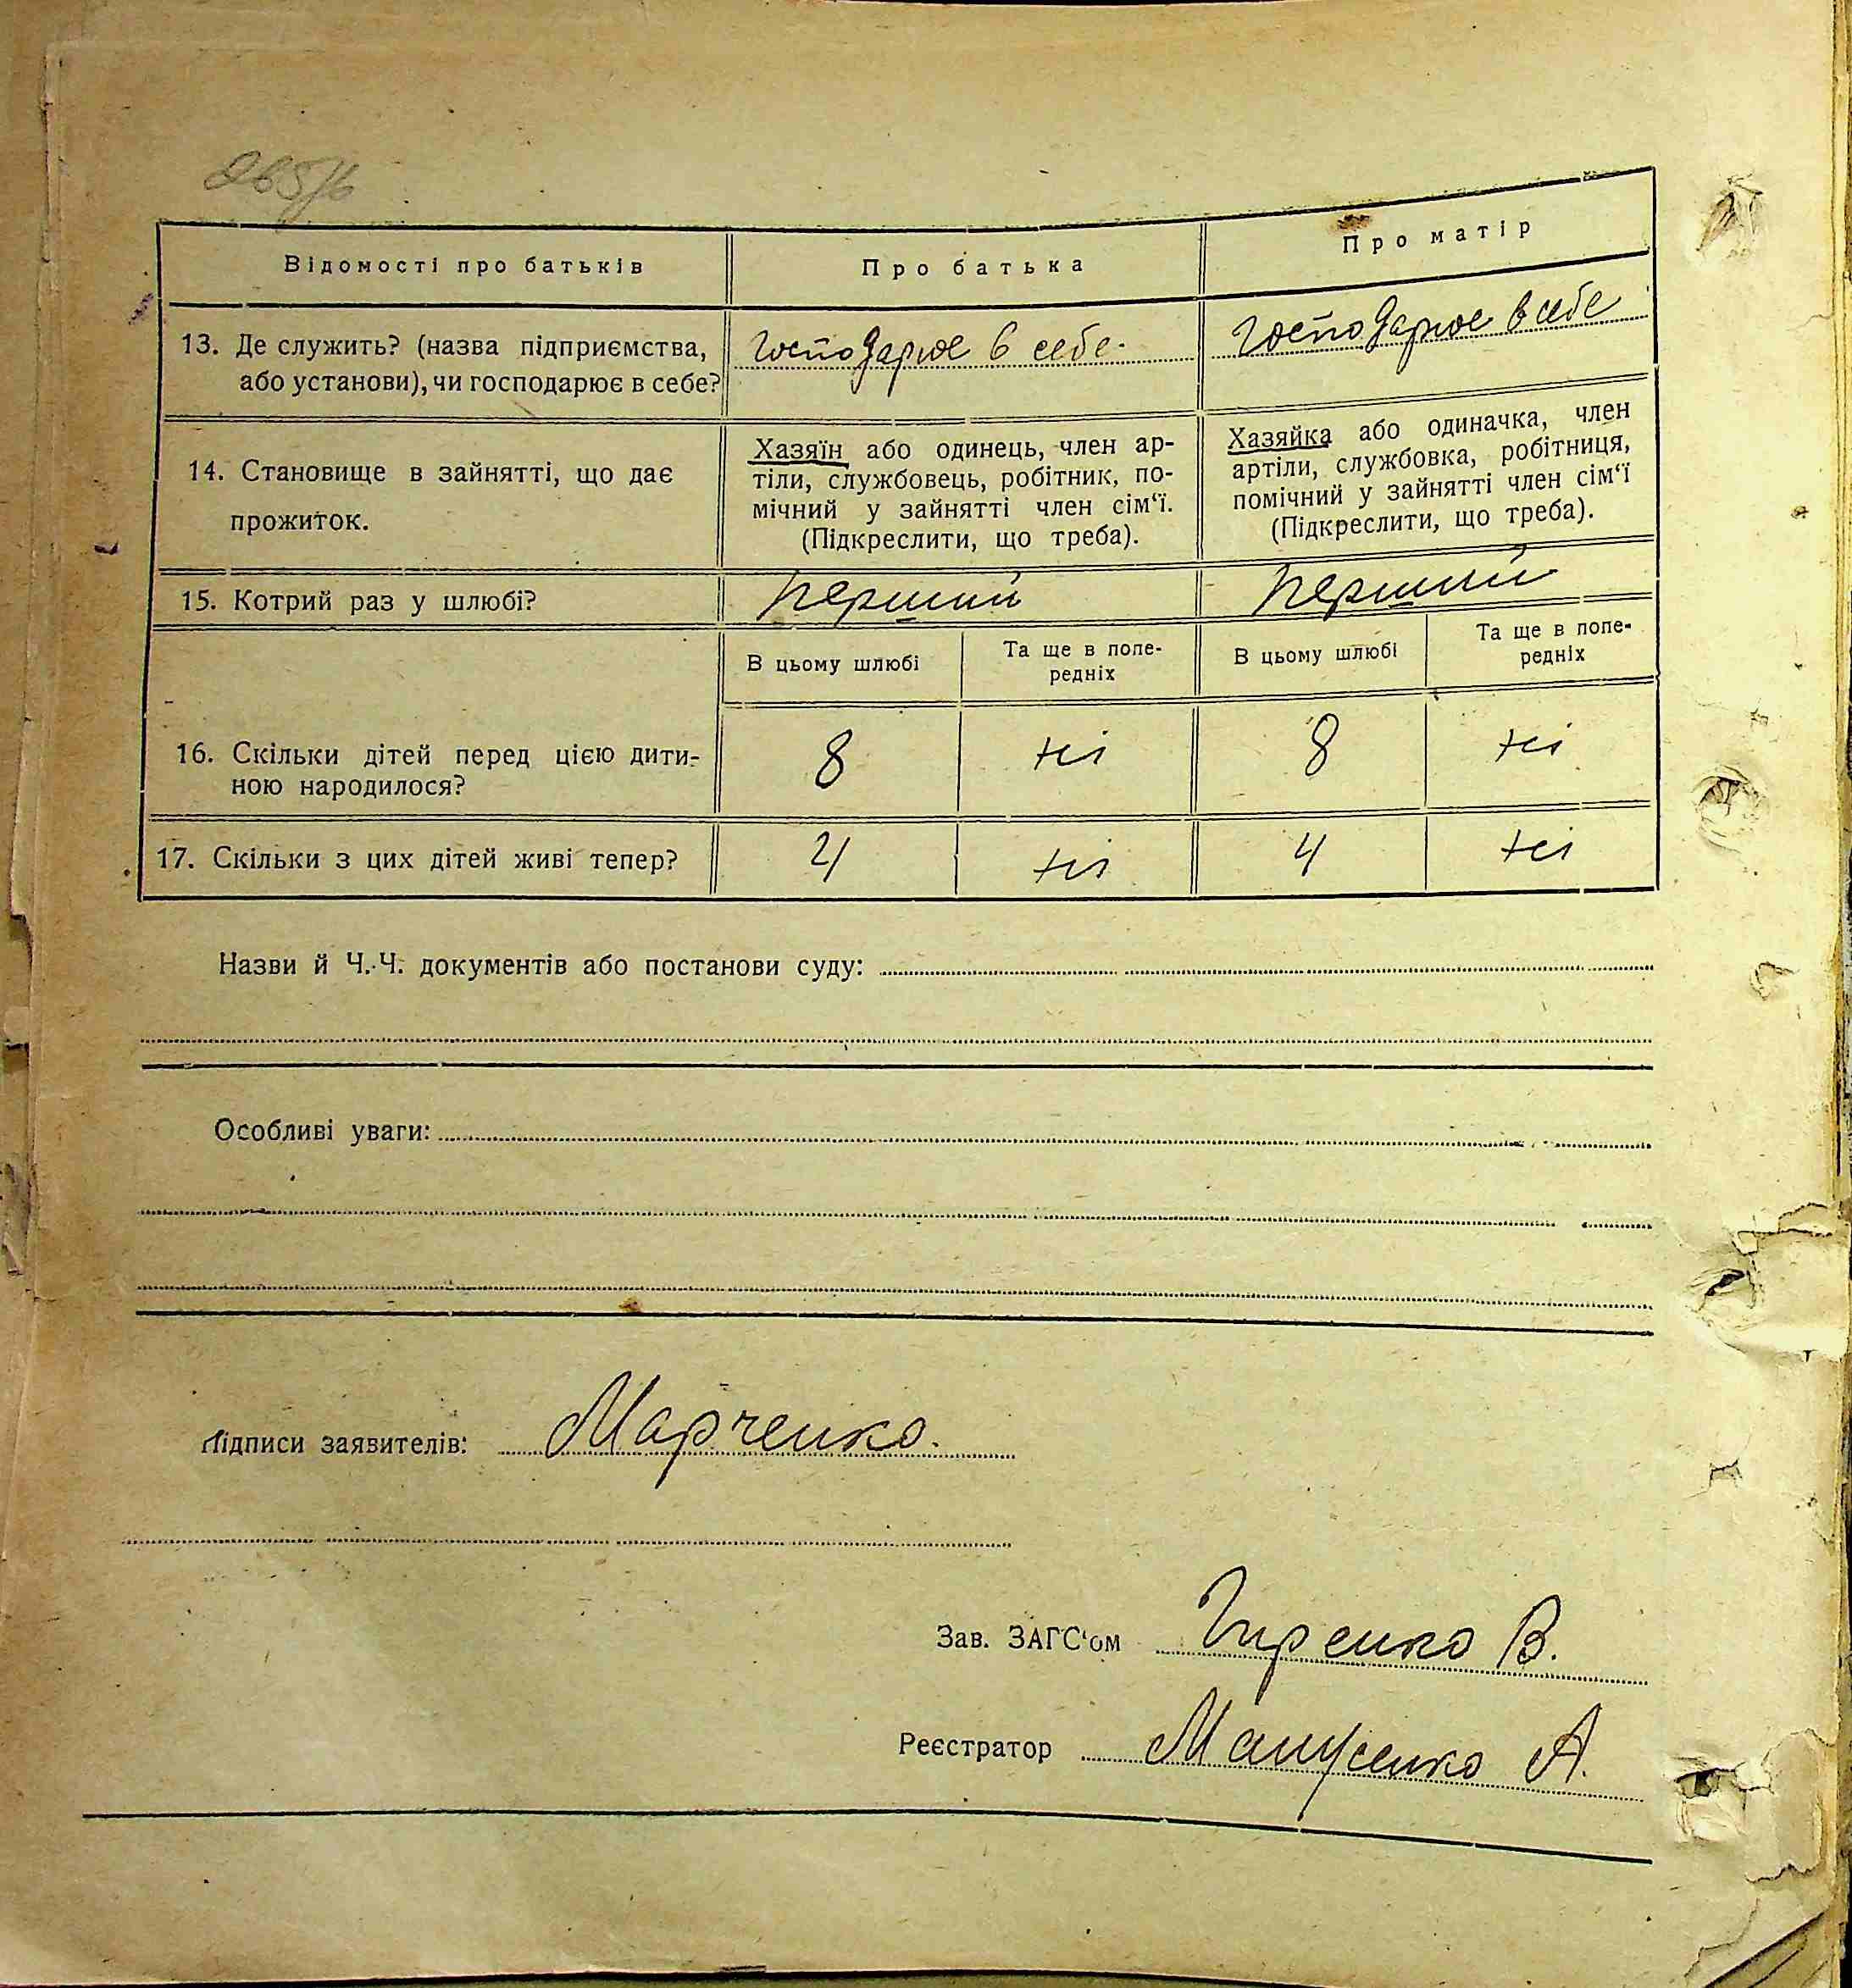 Відомості про батьків
Про батька
Про матір
13. Де служить? (назва підприємства, або установи), чи господарює в себе?
господарює в себе.
господарює в себе
14. Становище в зайнятті, що дає прожиток.
Хазяїн або одинець, член ар-
тіли, службовець, робітник, по-
мічний у зайнятті член сім‘ї.
(Підкреслити, що треба).
Хазяйка або одиначка, член
артіли, службовка, робітниця,
помічний у зайнятті член сім‘ї
(Підкреслити, що треба).
15. Котрий раз у шлюбі?
перший
перший
В цьому шлюбі
Та ще в попе-
редніх
В цьому шлюбі
Та ще в попе-
редніх
16. Скільки дітей перед цією дити-
ною народилося?
8
ні
8
ні
17. Скільки з цих дітей живі тепер?
4
ні
4
ні
Назви й Ч.Ч. документів або постанови суду:
Особливі уваги:
Підписи заявителів: Марченко.
Зав. ЗАГС‘ом
В.
Реєстратор
А.